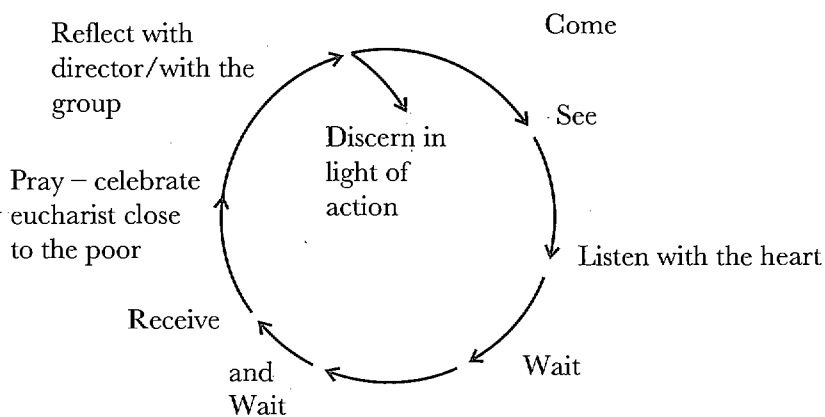 Come
See
Listen with the heart
Wait
and
Wait
Receive
Pray – celebrate
eucharist close
to the poor
Reflect with
director/with the
group
Discern in
light of
action